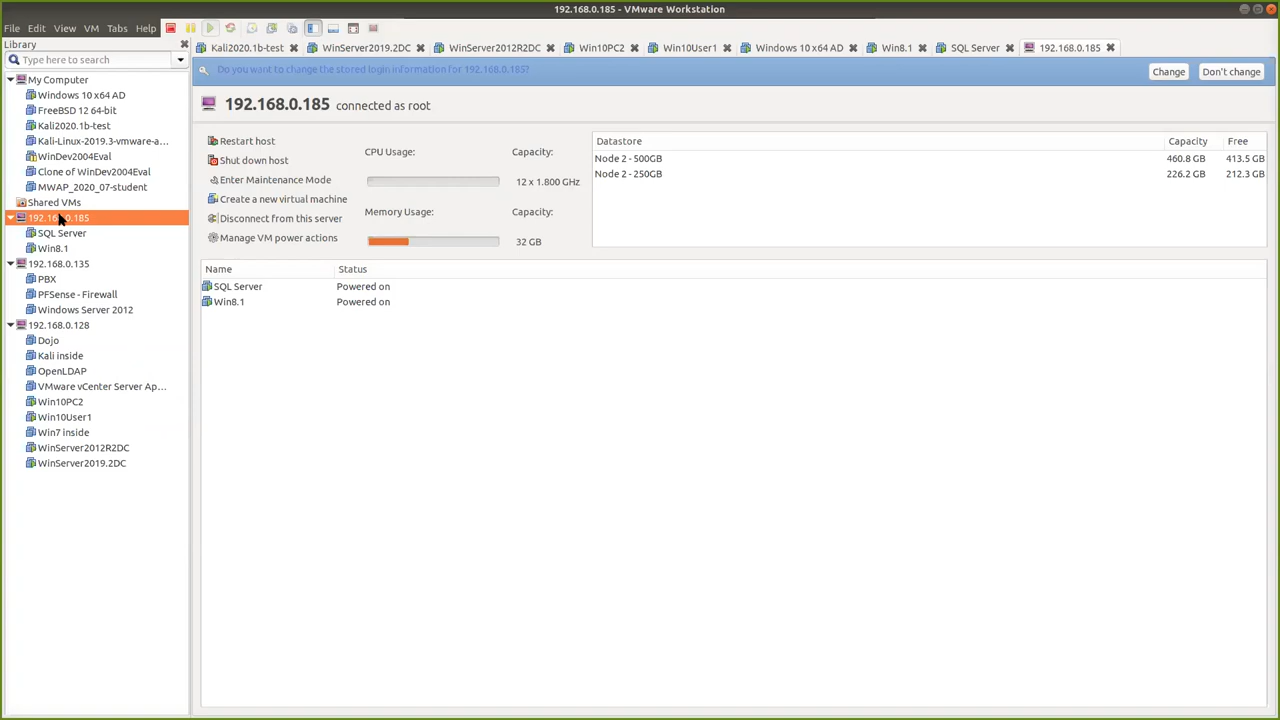 192.168.0.185 - VMware Workstation
File Edit View VM Tabs Help
Library
Type here to search
My Computer
Windows 10 x64 AD
FreeBSD 12 64-bit
Kali2020.1b-test
Kali-Linux-2019.3-vmware-a...
WinDev2004Eval
Clone of WinDev2004Eval
MWAP_2020_07-student
Shared VMs
192.168.0.185
SQL Server
Win8.1
192.168.0.135
PBX
PFSense - Firewall
Windows Server 2012
192.168.0.128
Dojo
Kali inside
OpenLDAP
VMware vCenter Server Ap...
Win10PC2
Win10User1
Win7 inside
WinServer2012R2DC
WinServer2019.2DC
Kali2020.1b-test WinServer2019.2DC WinServer2012R2DC Win10PC2 Win10User1 Windows 10 x64 AD Win8.1 SQL Server 192.168.0.185
Do you want to change the stored login information for 192.168.0.185? Change Don't change
192.168.0.185 connected as root
Restart host
Shut down host
Enter Maintenance Mode
Create a new virtual machine
Disconnect from this server
Manage VM power actions
CPU Usage: Capacity:
12 x 1.800 GHz
Memory Usage: Capacity:
32 GB
Datastore Capacity Free
Node 2 - 500GB 460.8 GB 413.5 GB
Node 2 - 250GB 226.2 GB 212.3 GB
Name Status
SQL Server Powered on
Win8.1 Powered on